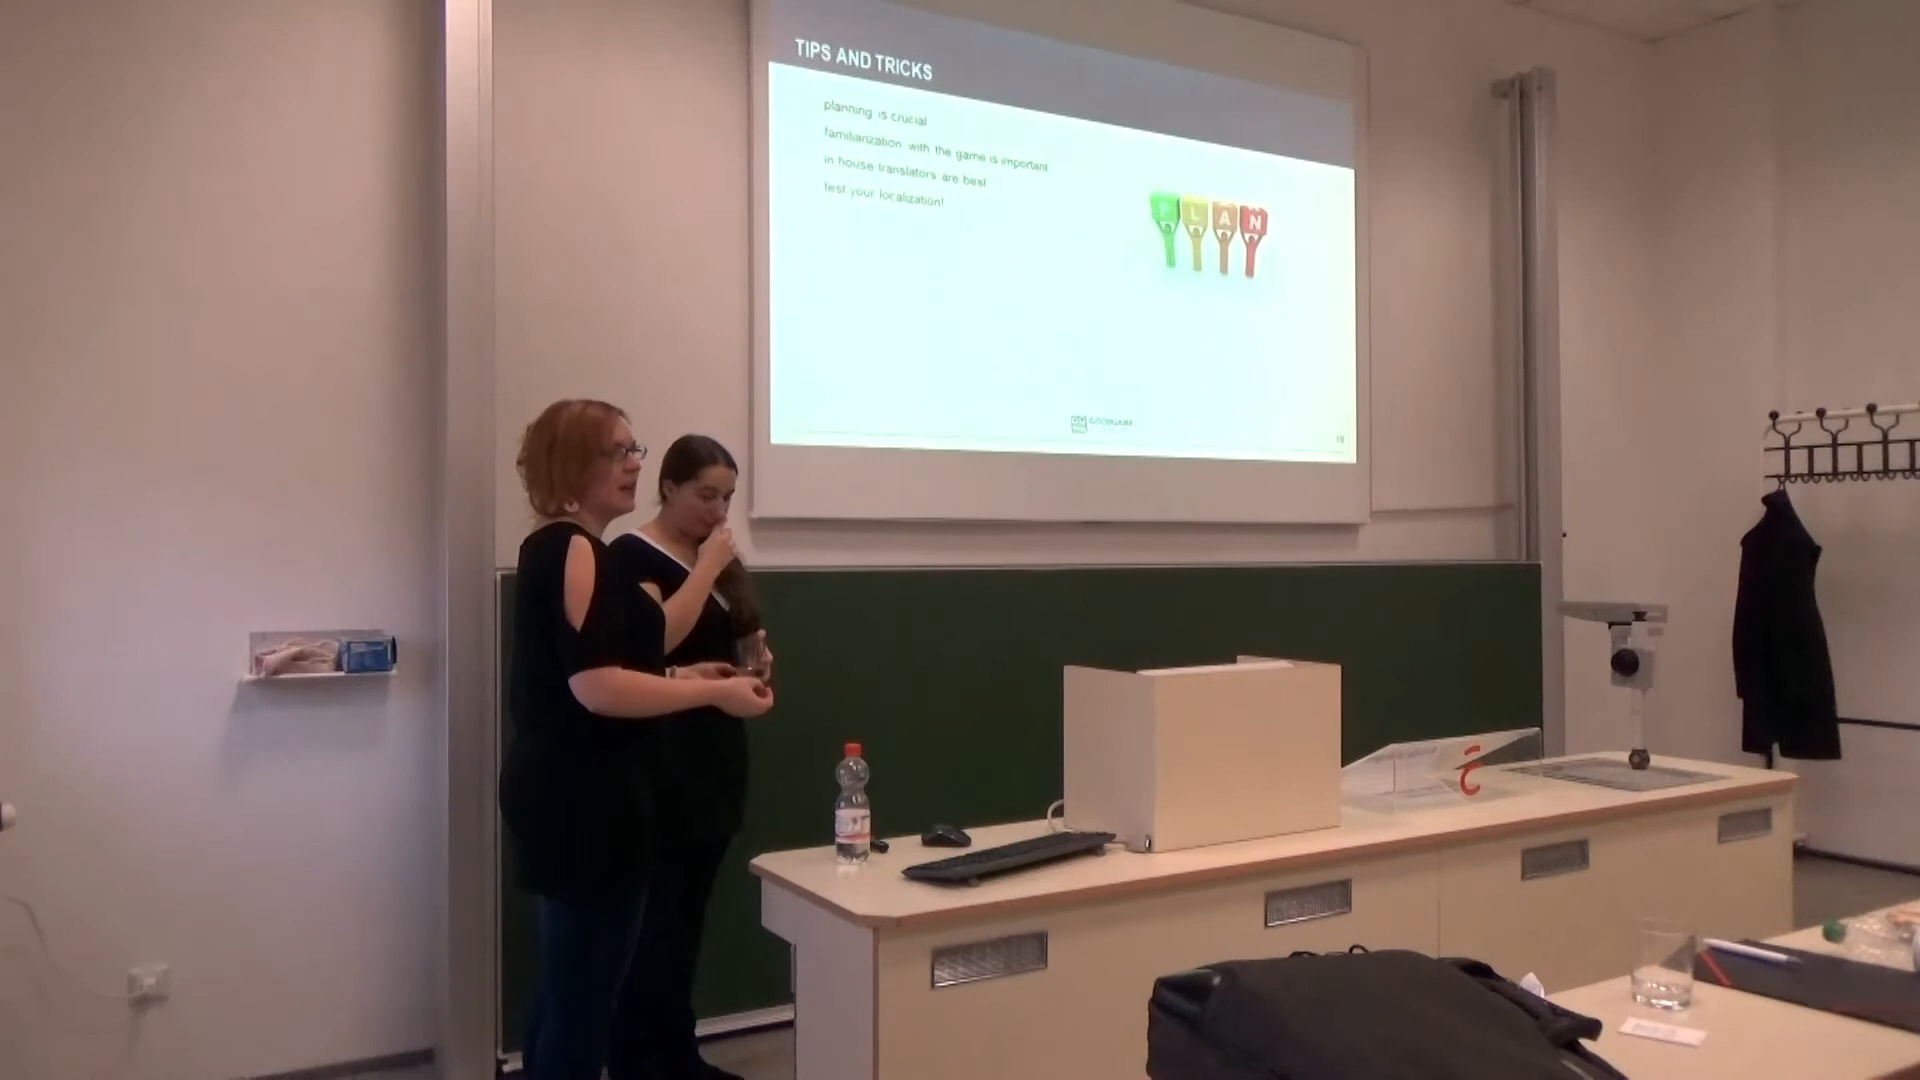 TIPS AND TRICKS
planning is crucial
familiarization with the game is important
in house translators are best
test your localization!
P L A N
GOODGAME